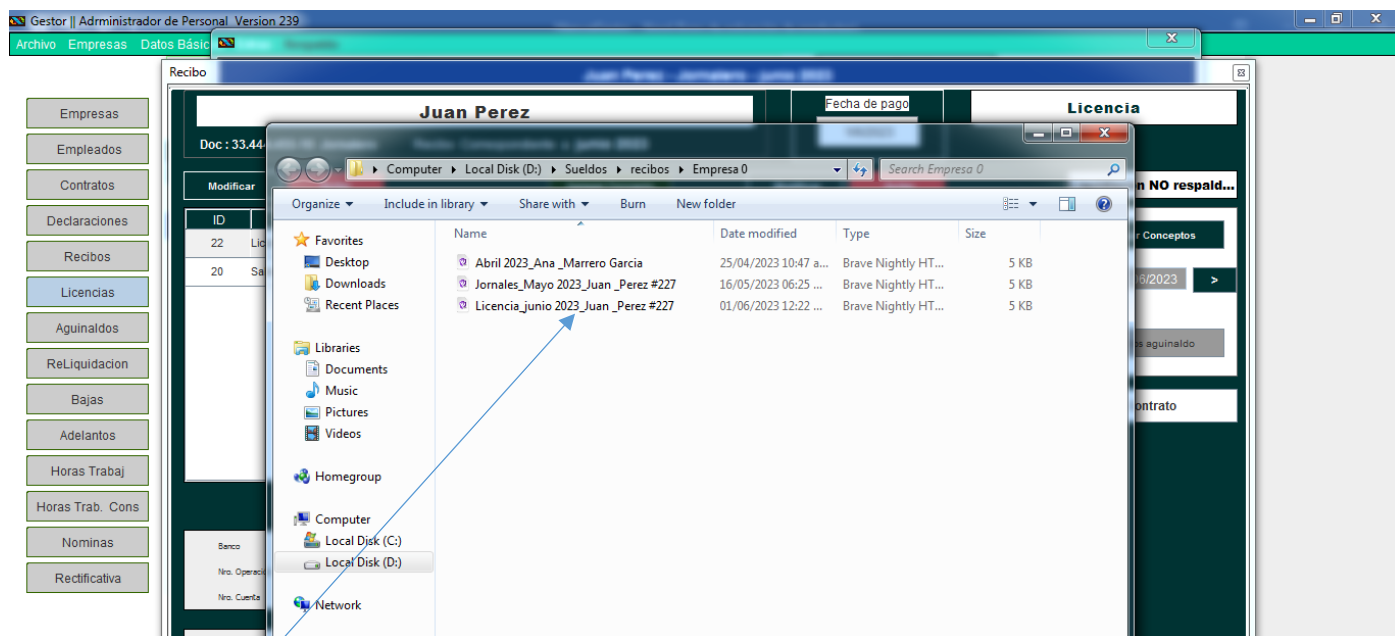 Gestor || Adrministrador de Personal Version 239
Archivo Empresas Datos Básic
Recibo
Juan Perez - Jornalero - junio 2023
Empresas
Empleados
Contratos
Declaraciones
Recibos
Licencias
Aguinaldos
ReLiquidacion
Bajas
Adelantos
Horas Trabaj
Horas Trab. Cons
Nominas
Rectificativa
Juan Perez
Fecha de pago
Licencia
Doc : 33.44
n NO respald...
Modificar
r Conceptos
ID
22 Lic
20 Sa
6/2023 >
s aguinaldo
ontrato
Banco
Nro. Operació
Nro. Cuenta
Computer Local Disk (D:) Sueldos recibos Empresa 0
Search Empresa 0
Organize Include in library Share with Burn New folder
Favorites
Desktop
Downloads
Recent Places
Libraries
Documents
Music
Pictures
Videos
Homegroup
Computer
Local Disk (C:)
Local Disk (D:)
Network
Name Date modified Type Size
Abril 2023_Ana _Marrero Garcia 25/04/2023 10:47 a... Brave Nightly HT... 5 KB
Jornales_Mayo 2023_Juan _Perez #227 16/05/2023 06:25 ... Brave Nightly HT... 5 KB
Licencia_junio 2023_Juan _Perez #227 01/06/2023 12:22 ... Brave Nightly HT... 5 KB